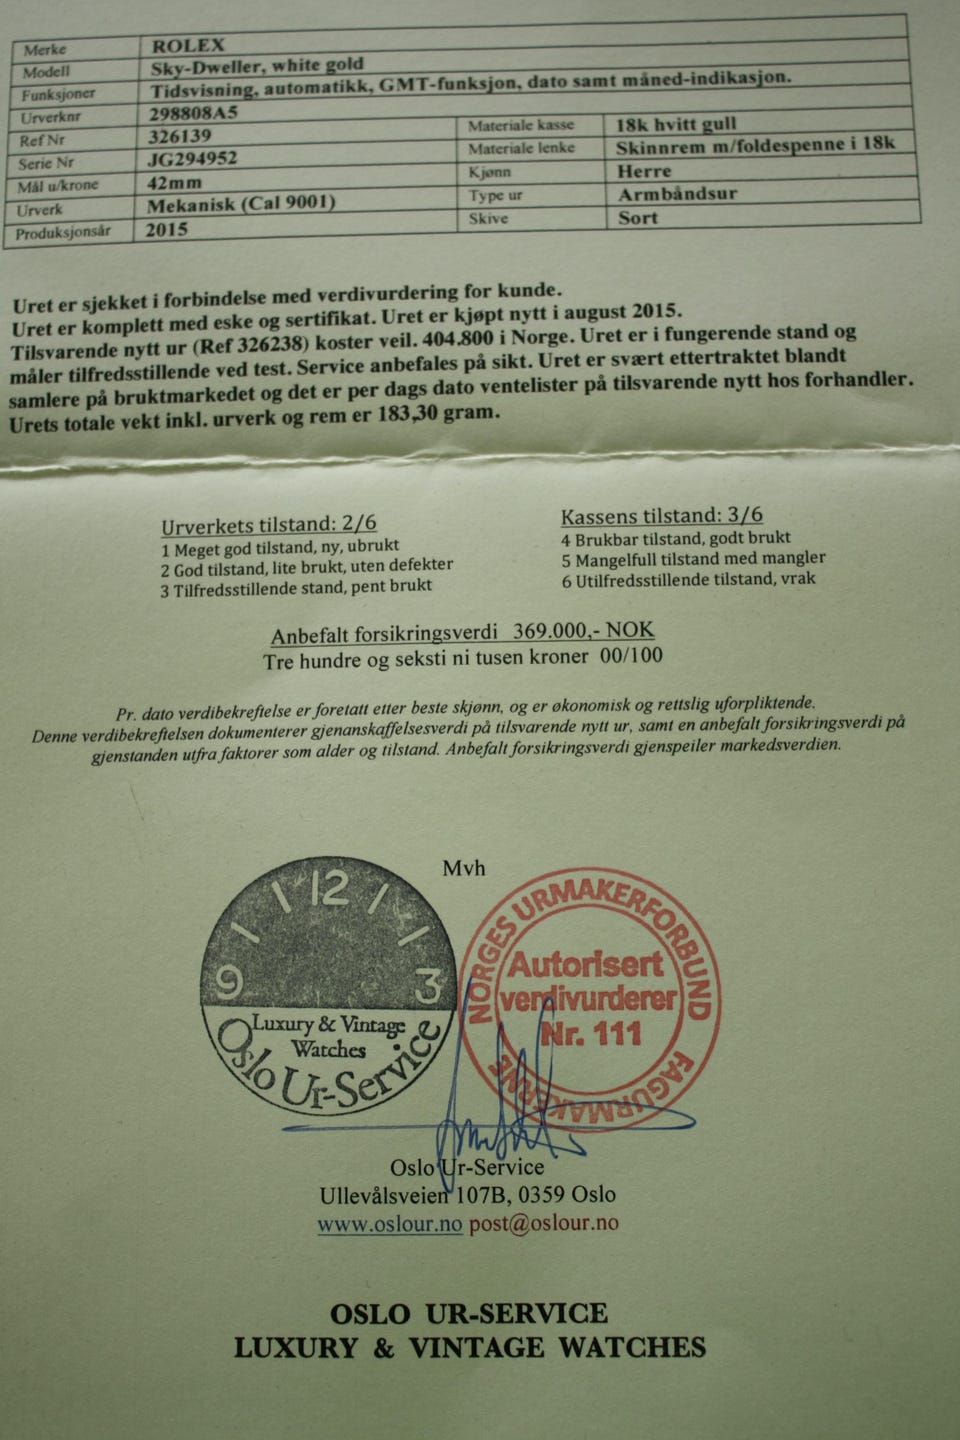 Merke ROLEX
Modell Sky-Dweller, white gold
Funksjoner Tidsvisning, automatikk, GMT-funksjon, dato samt måned-indikasjon.
Urverknr 298808A5
Ref Nr 326139 Materiale kasse 18k hvitt gull
Serie Nr JG294952 Materiale lenke Skinnrem m/foldespenne i 18k
Mål u/krone 42mm Kjønn Herre
Urverk Mekanisk (Cal 9001) Type ur Armbåndsur
Produksjonsår 2015 Skive Sort
Uret er sjekket i forbindelse med verdivurdering for kunde.
Uret er komplett med eske og sertifikat. Uret er kjøpt nytt i august 2015.
Tilsvarende nytt ur (Ref 326238) koster veil. 404.800 i Norge. Uret er i fungerende stand og
måler tilfredsstillende ved test. Service anbefales på sikt. Uret er svært ettertraktet blandt
samlere på bruktmarkedet og det er per dags dato ventelister på tilsvarende nytt hos forhandler.
Urets totale vekt inkl. urverk og rem er 183,30 gram.
Urverkets tilstand: 2/6
1 Meget god tilstand, ny, ubrukt
2 God tilstand, lite brukt, uten defekter
3 Tilfredsstillende stand, pent brukt
Kassens tilstand: 3/6
4 Brukbar tilstand, godt brukt
5 Mangelfull tilstand med mangler
6 Utilfredsstillende tilstand, vrak
Anbefalt forsikringsverdi 369.000,- NOK
Tre hundre og seksti ni tusen kroner 00/100
Pr. dato verdibekreftelse er foretatt etter beste skjønn, og er økonomisk og rettslig uforpliktende.
Denne verdibekreftelsen dokumenterer gjenanskaffelsesverdi på tilsvarende nytt ur, samt en anbefalt forsikringsverdi på
gjenstanden utfra faktorer som alder og tilstand. Anbefalt forsikringsverdi gjenspeiler markedsverdien.
Mvh
12
9 3
Luxury & Vintage
Watches
Oslo Ur-Service
NORGES URMAKERFORBUND
Autorisert
verdivurderer
Nr. 111
FAGURMAKERNE
Oslo Ur-Service
Ullevålsveien 107B, 0359 Oslo
www.oslour.no post@oslour.no
OSLO UR-SERVICE
LUXURY & VINTAGE WATCHES